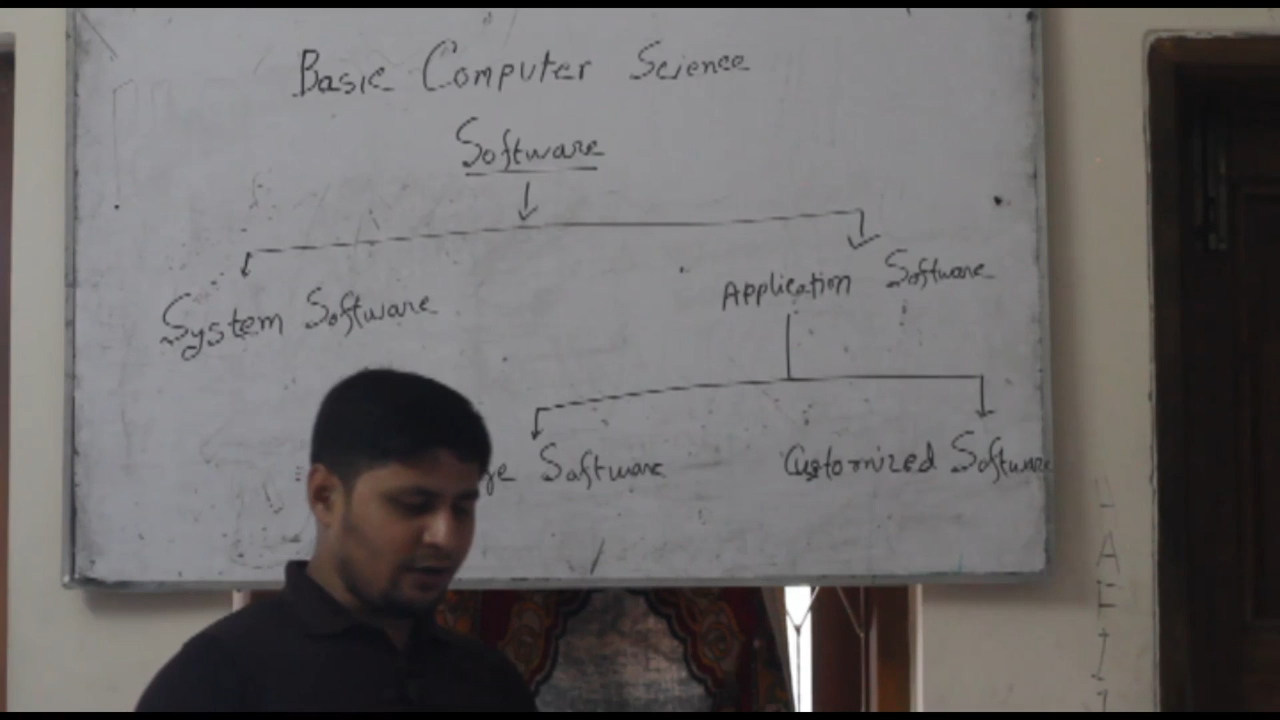 Basic Computer Science
Software
System Software
Application Software
Software
Customized Software